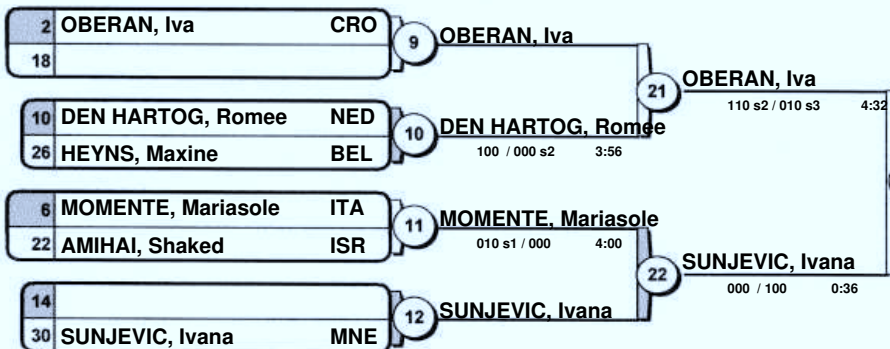 2 OBERAN, Iva CRO
18
9 OBERAN, Iva
10 DEN HARTOG, Romee NED
26 HEYNS, Maxine BEL
10 DEN HARTOG, Romee
100 / 000 s2 3:56
21 OBERAN, Iva
110 s2 / 010 s3 4:32
6 MOMENTE, Mariasole ITA
22 AMIHAI, Shaked ISR
11 MOMENTE, Mariasole
010 s1 / 000 4:00
14
30 SUNJEVIC, Ivana MNE
12 SUNJEVIC, Ivana
22 SUNJEVIC, Ivana
000 / 100 0:36